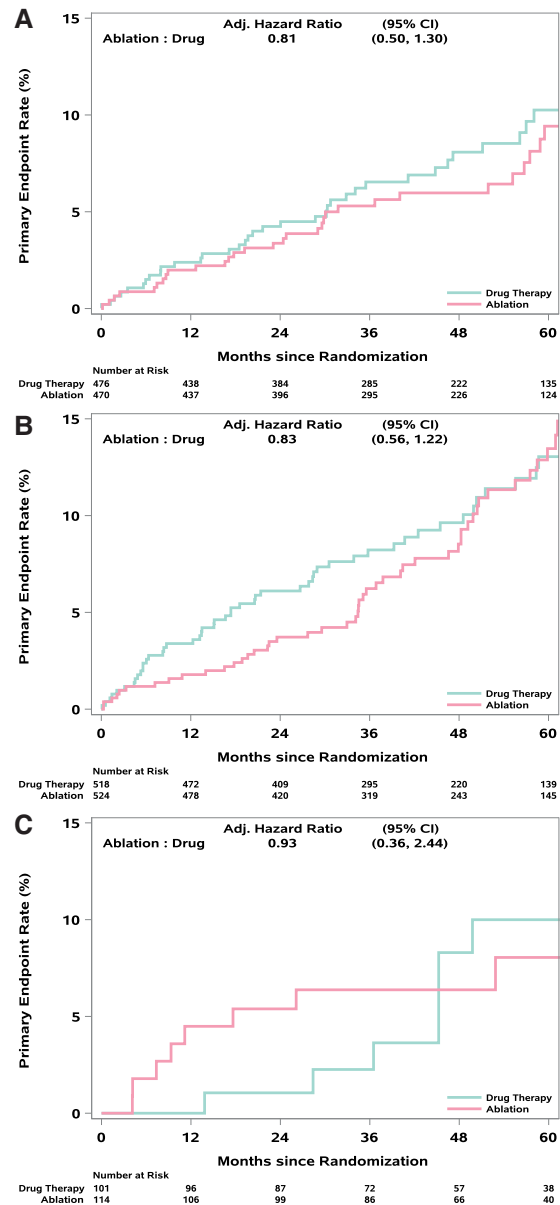 A
Adj. Hazard Ratio (95% CI)
Ablation : Drug 0.81 (0.50, 1.30)
15
10
5
0
Primary Endpoint Rate (%)
Drug Therapy
Ablation
0 12 24 36 48 60
Months since Randomization
Number at Risk
Drug Therapy 476 438 384 285 222 135
Ablation 470 437 396 295 226 124
B
Adj. Hazard Ratio (95% CI)
Ablation : Drug 0.83 (0.56, 1.22)
15
10
5
0
Primary Endpoint Rate (%)
Drug Therapy
Ablation
0 12 24 36 48 60
Months since Randomization
Number at Risk
Drug Therapy 518 472 409 295 220 139
Ablation 524 478 420 319 243 145
C
Adj. Hazard Ratio (95% CI)
Ablation : Drug 0.93 (0.36, 2.44)
15
10
5
0
Primary Endpoint Rate (%)
Drug Therapy
Ablation
0 12 24 36 48 60
Months since Randomization
Number at Risk
Drug Therapy 101 96 87 72 57 38
Ablation 114 106 99 86 66 40